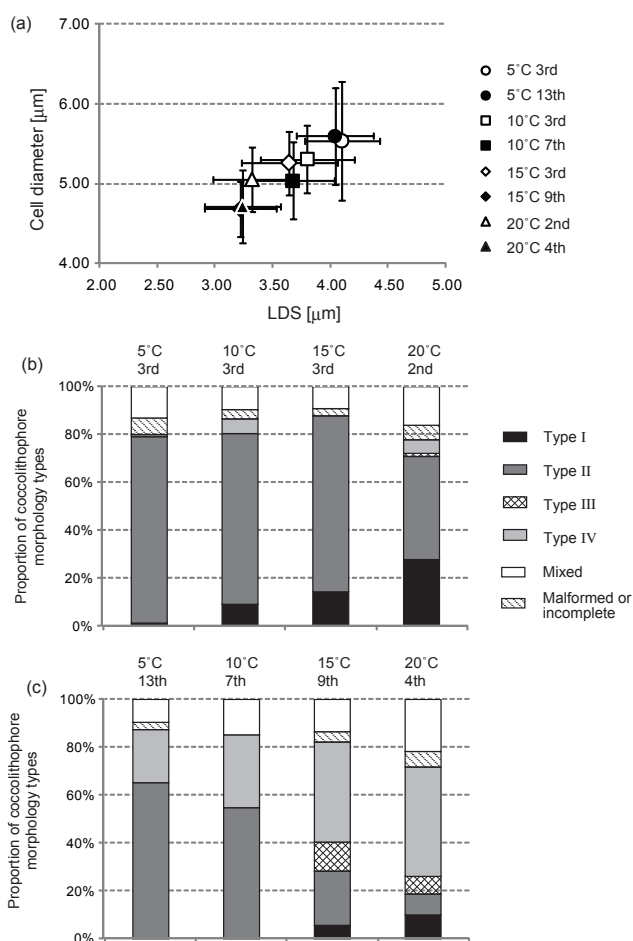 (a)
7.00
6.00
5.00
4.00
Cell diameter [μm]
2.00 2.50 3.00 3.50 4.00 4.50 5.00
LDS [μm]
5˚C 3rd
5˚C 13th
10˚C 3rd
10˚C 7th
15˚C 3rd
15˚C 9th
20˚C 2nd
20˚C 4th
(b)
5˚C 10˚C 15˚C 20˚C
3rd 3rd 3rd 2nd
100%
80%
60%
40%
20%
0%
Proportion of coccolithophore
morphology types
Type I
Type II
Type III
Type IV
Mixed
Malformed or
incomplete
(c)
5˚C 10˚C 15˚C 20˚C
13th 7th 9th 4th
100%
80%
60%
40%
20%
0%
Proportion of coccolithophore
morphology types